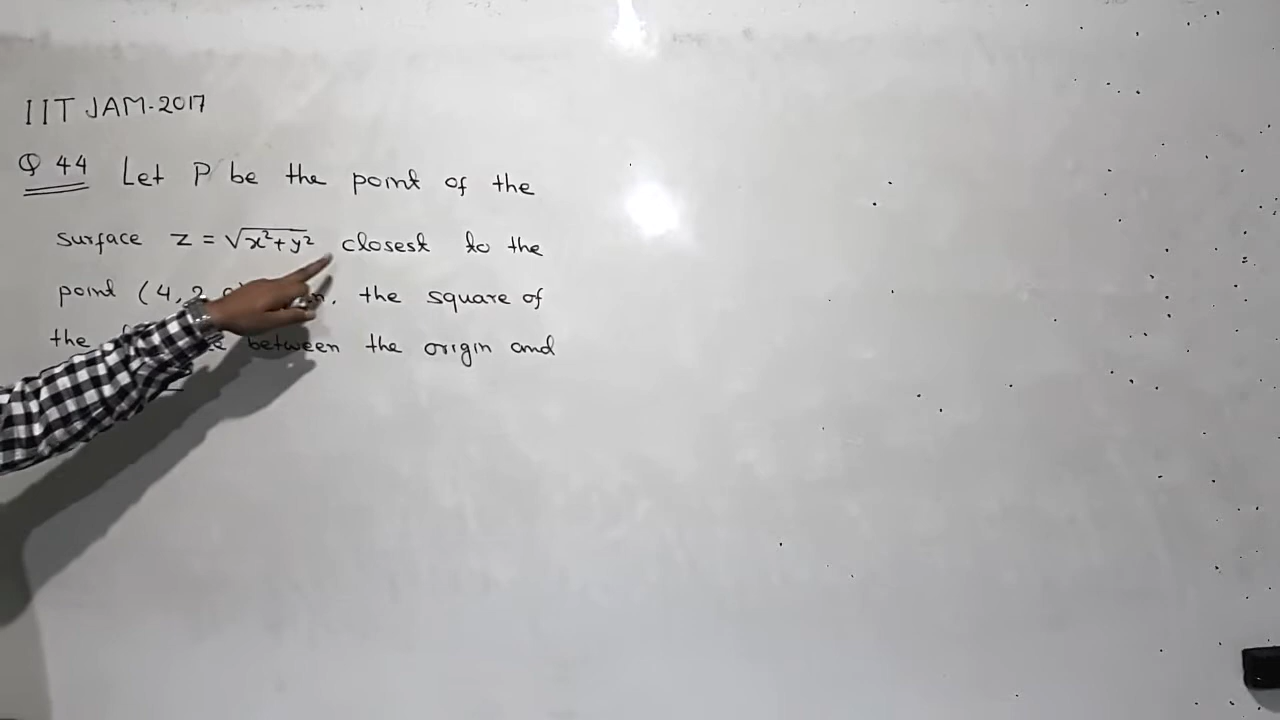 IIT JAM-2017
Q 44 Let P be the point of the
surface z = √x²+y² closest to the
point (4, 2, the square of
the between the origin and